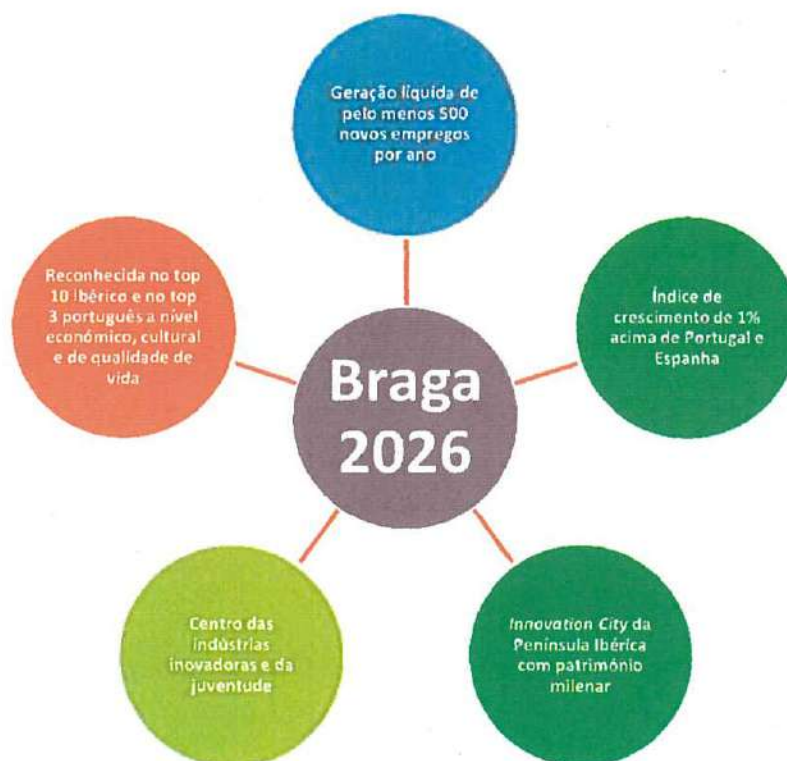 Geração líquida de
pelo menos 500
novos empregos
por ano
Reconhecida no top
10 Ibérico e no top
3 português a nível
económico, cultural
e de qualidade de
vida
Índice de
crescimento de 1%
acima de Portugal e
Espanha
Braga
2026
Centro das
indústrias
inovadoras e da
juventude
Innovation City da
Península Ibérica
com património
milenar